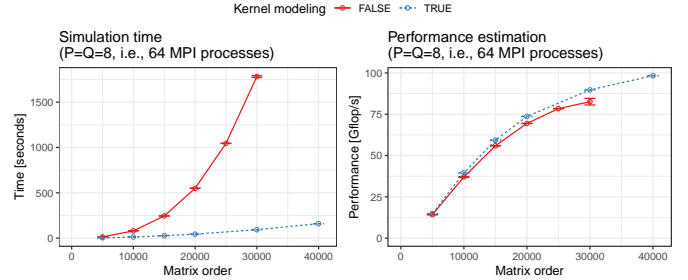 Kernel modeling FALSE TRUE
Simulation time
(P=Q=8, i.e., 64 MPI processes)
Time [seconds]
1500
1000
500
0
0 10000 20000 30000 40000
Matrix order
Performance estimation
(P=Q=8, i.e., 64 MPI processes)
Performance [Gflop/s]
100
75
50
25
0
0 10000 20000 30000 40000
Matrix order